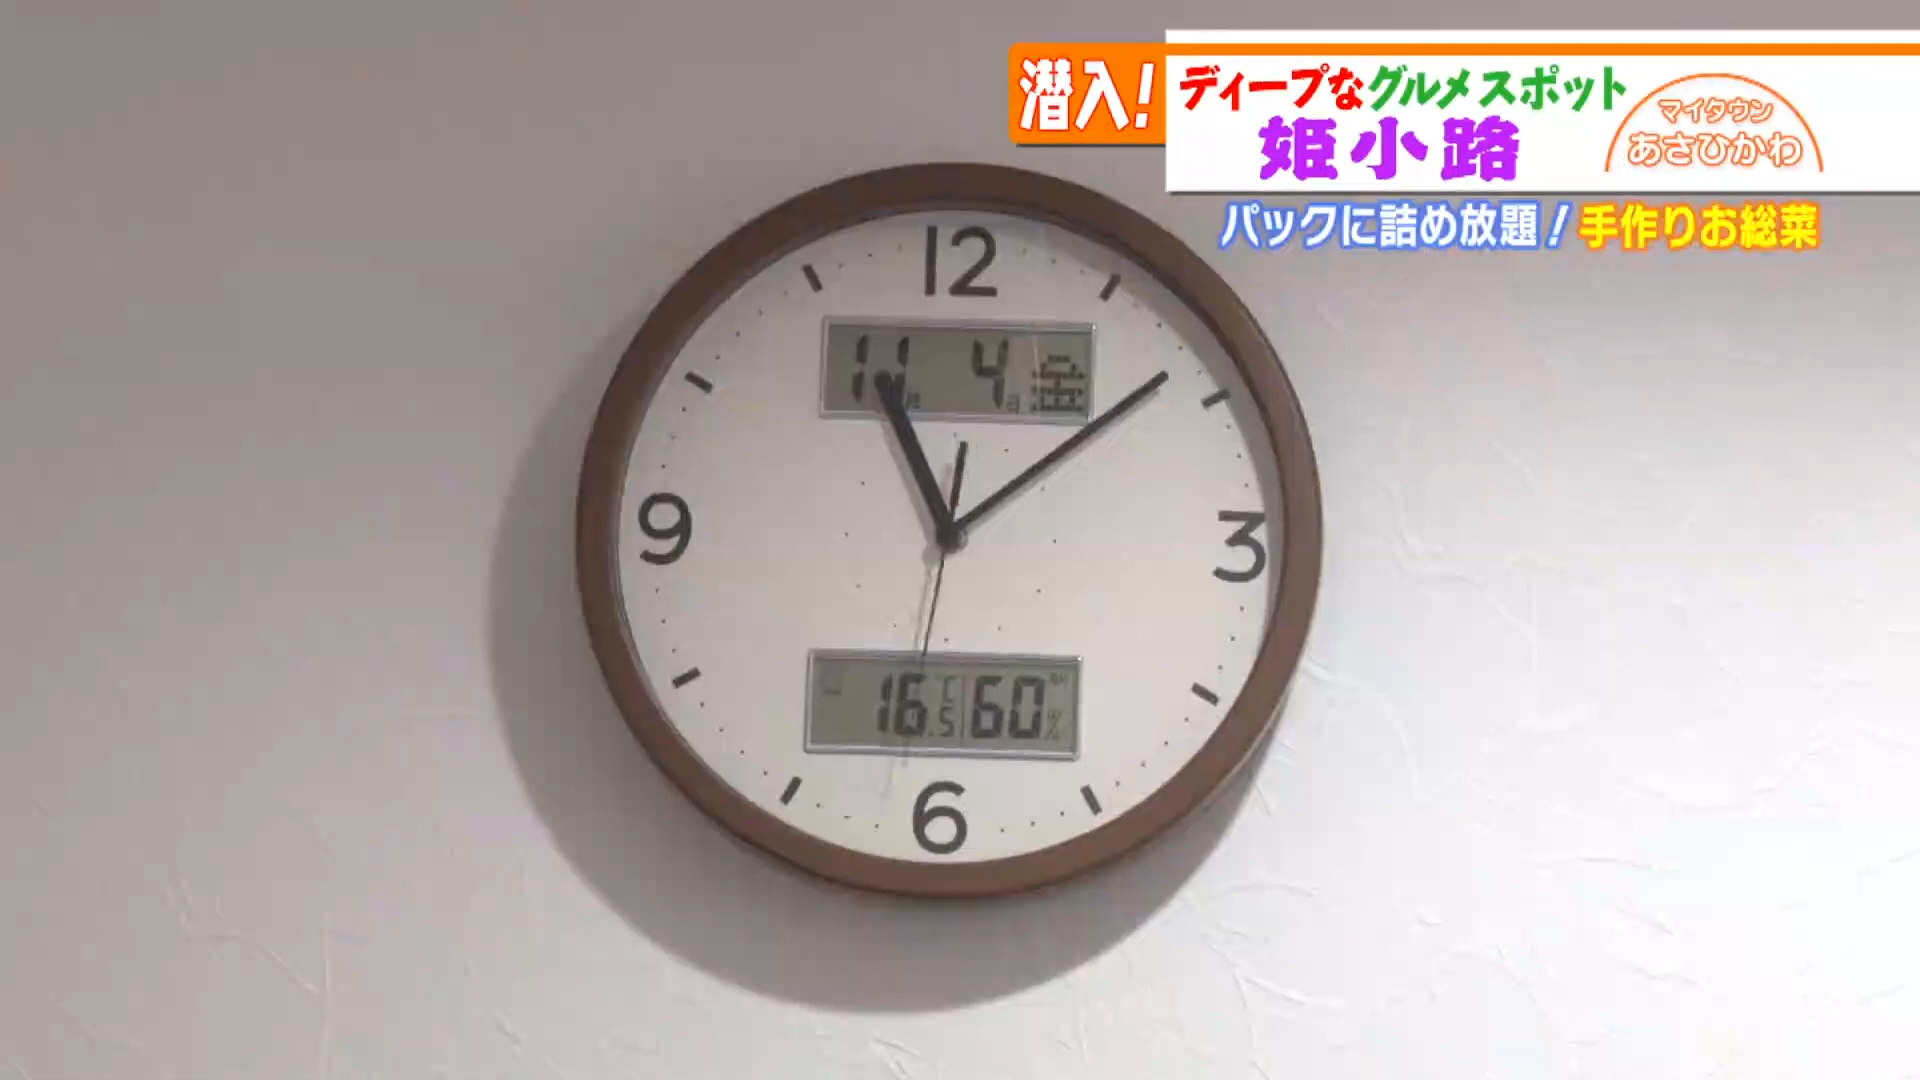 潜入!
ディープなグルメスポット
姫小路
マイタウン
あさひかわ
パックに詰め放題!手作りお総菜
12
11月 4日 金
9
3
16.5℃ 60%
6